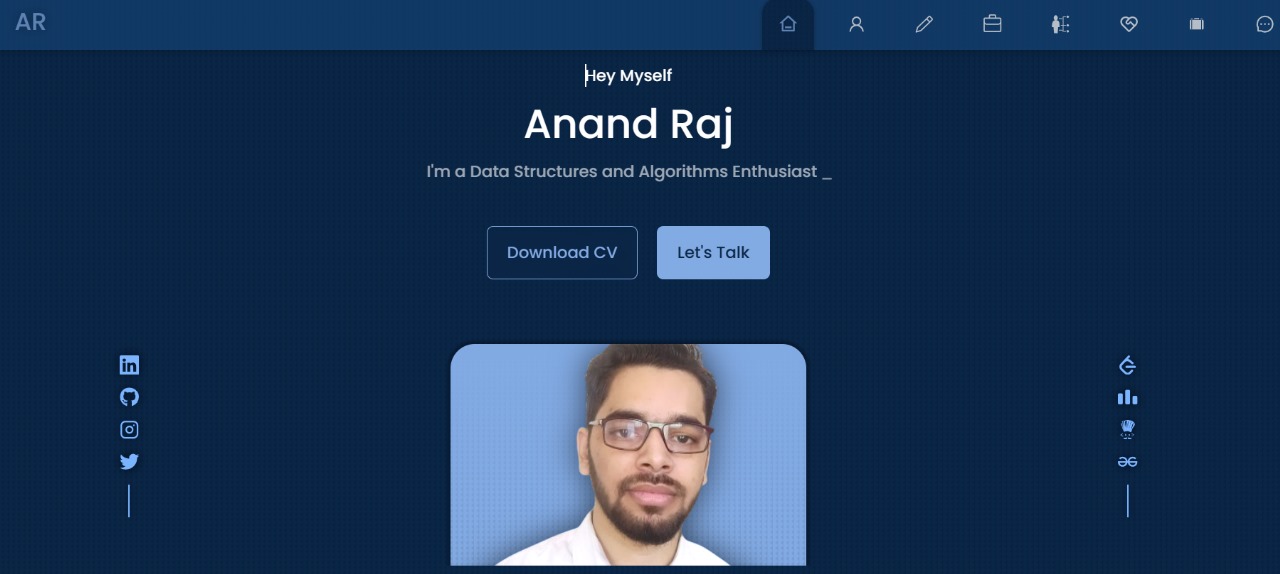 AR
Hey Myself
Anand Raj
I'm a Data Structures and Algorithms Enthusiast _
Download CV
Let's Talk